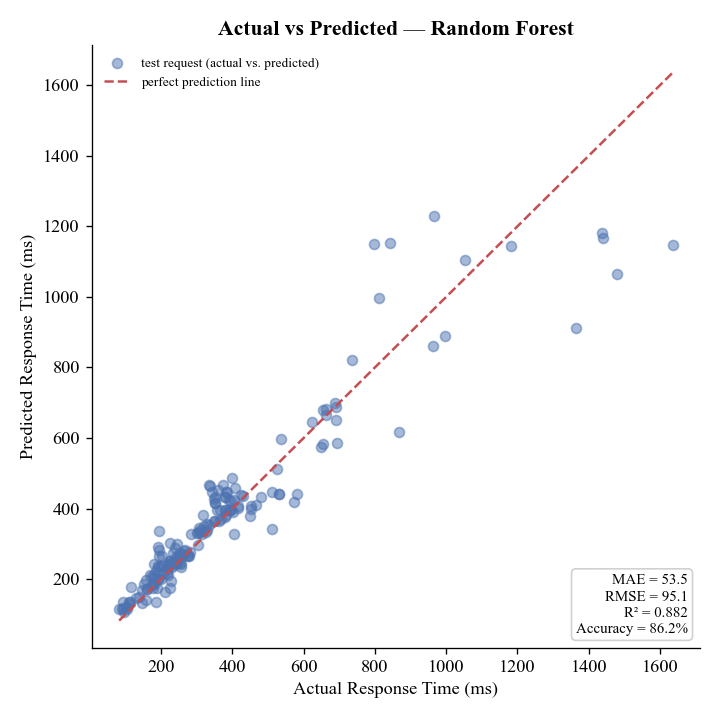 Actual vs Predicted — Random Forest
test request (actual vs. predicted)
perfect prediction line
1600
1400
1200
1000
800
600
400
200
Predicted Response Time (ms)
MAE = 53.5
RMSE = 95.1
R² = 0.882
Accuracy = 86.2%
200 400 600 800 1000 1200 1400 1600
Actual Response Time (ms)